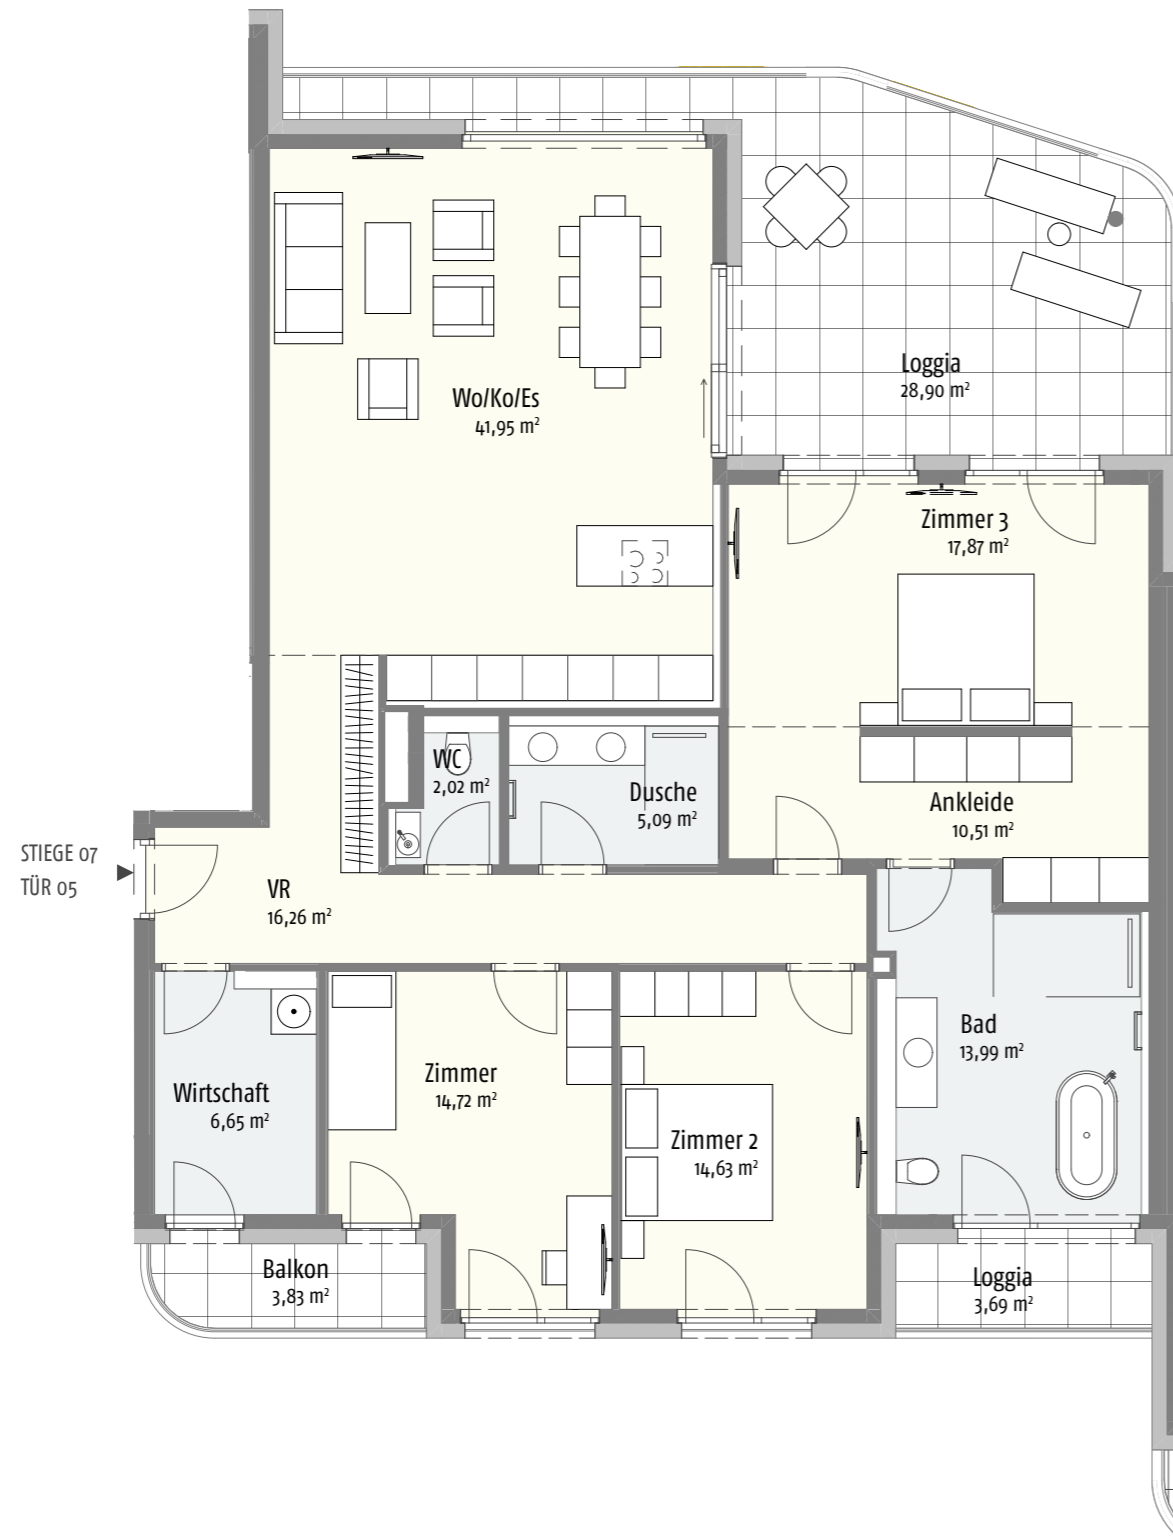 Loggia
28,90 m²
Wo/Ko/Es
41,95 m²
Zimmer 3
17,87 m²
WC
2,02 m²
Dusche
5,09 m²
Ankleide
10,51 m²
STIEGE 07
TÜR 05
VR
16,26 m²
Bad
13,99 m²
Zimmer
14,72 m²
Wirtschaft
6,65 m²
Zimmer 2
14,63 m²
Balkon
3,83 m²
Loggia
3,69 m²